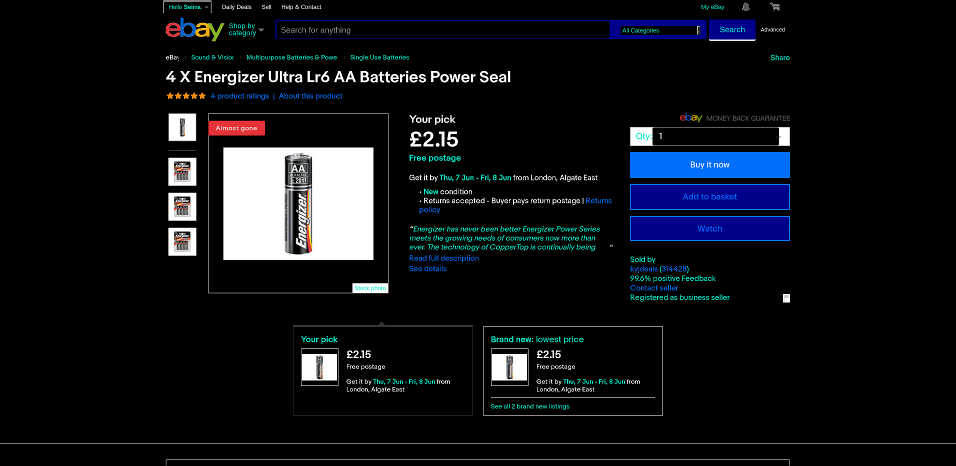 Hello Seima.
Daily Deals
Sell
Help & Contact
My eBay
ebay
Shop by
category
Search for anything
All Categories
Search
Advanced
eBay
Sound & Vision
Multipurpose Batteries & Powe
Single Use Batteries
Share
4 X Energizer Ultra Lr6 AA Batteries Power Seal
4 product ratings | About this product
Almost gone
AA
2011
Energizer
Stock photo
Your pick
£2.15
Free postage
Get it by Thu, 7 Jun - Fri, 8 Jun from London, Algate East
• New condition
• Returns accepted - Buyer pays return postage | Returns
policy
"Energizer has never been better Energizer Power Series
meets the growing needs of consumers now more than
ever. The technology of CopperTop is continually being "
Read full description
See details
ebay MONEY BACK GUARANTEE
Qty: 1
Buy it now
Add to basket
Watch
Sold by
kvjdeals (314428)
99.6% positive Feedback
Contact seller
Registered as business seller
Your pick
£2.15
Free postage
Get it by Thu, 7 Jun - Fri, 8 Jun from
London, Algate East
Brand new: lowest price
£2.15
Free postage
Get it by Thu, 7 Jun - Fri, 8 Jun from
London, Algate East
See all 2 brand new listings